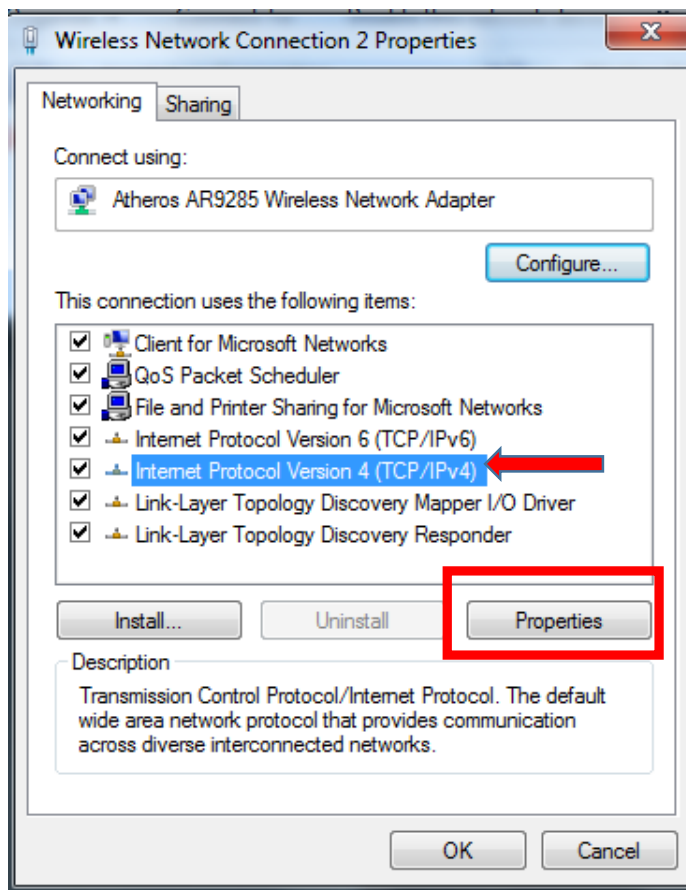 Wireless Network Connection 2 Properties
Networking
Sharing
Connect using:
Atheros AR9285 Wireless Network Adapter
Configure...
This connection uses the following items:
Client for Microsoft Networks
QoS Packet Scheduler
File and Printer Sharing for Microsoft Networks
Internet Protocol Version 6 (TCP/IPv6)
Internet Protocol Version 4 (TCP/IPv4)
Link-Layer Topology Discovery Mapper I/O Driver
Link-Layer Topology Discovery Responder
Install...
Uninstall
Properties
Description
Transmission Control Protocol/Internet Protocol. The default
wide area network protocol that provides communication
across diverse interconnected networks.
OK
Cancel